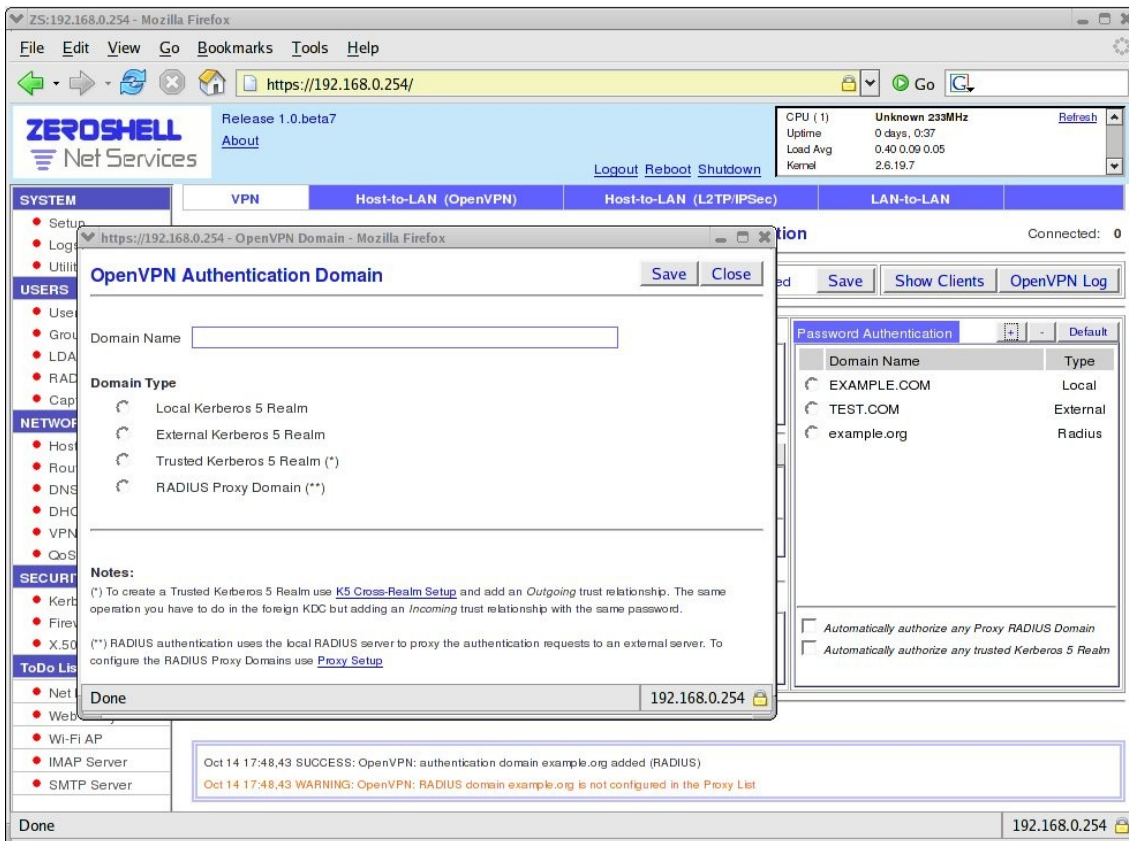 ZS:192.168.0.254 - Mozilla Firefox
File Edit View Go Bookmarks Tools Help
https://192.168.0.254/
Go
ZEROSHELL
Net Services
Release 1.0.beta7
About
Logout Reboot Shutdown
CPU (1) Unknown 233MHz Refresh
Uptime 0 days, 0:37
Load Avg 0.40 0.09 0.05
Kernel 2.6.19.7
SYSTEM
VPN Host-to-LAN (OpenVPN) Host-to-LAN (L2TP/IPSec) LAN-to-LAN
Setup
Logs
Connected: 0
Save Show Clients OpenVPN Log
USERS
LDA
RAD
Cap
Host
DNS
VPN
QoS
X.50
Net
Web
Wi-Fi AP
IMAP Server
SMTP Server
https://192.168.0.254 - OpenVPN Domain - Mozilla Firefox
OpenVPN Authentication Domain
Save Close
Domain Name
Domain Type
Local Kerberos 5 Realm
External Kerberos 5 Realm
Trusted Kerberos 5 Realm (*)
RADIUS Proxy Domain (**)
Notes:
(*) To create a Trusted Kerberos 5 Realm use K5 Cross-Realm Setup and add an Outgoing trust relationship. The same
operation you have to do in the foreign KDC but adding an Incoming trust relationship with the same password.
(**) RADIUS authentication uses the local RADIUS server to proxy the authentication requests to an external server. To
configure the RADIUS Proxy Domains use Proxy Setup
Done 192.168.0.254
Password Authentication + - Default
Domain Name Type
EXAMPLE.COM Local
TEST.COM External
example.org Radius
Automatically authorize any Proxy RADIUS Domain
Automatically authorize any trusted Kerberos 5 Realm
Oct 14 17:48,43 SUCCESS: OpenVPN: authentication domain example.org added (RADIUS)
Oct 14 17:48,43 WARNING: OpenVPN: RADIUS domain example.org is not configured in the Proxy List
Done 192.168.0.254